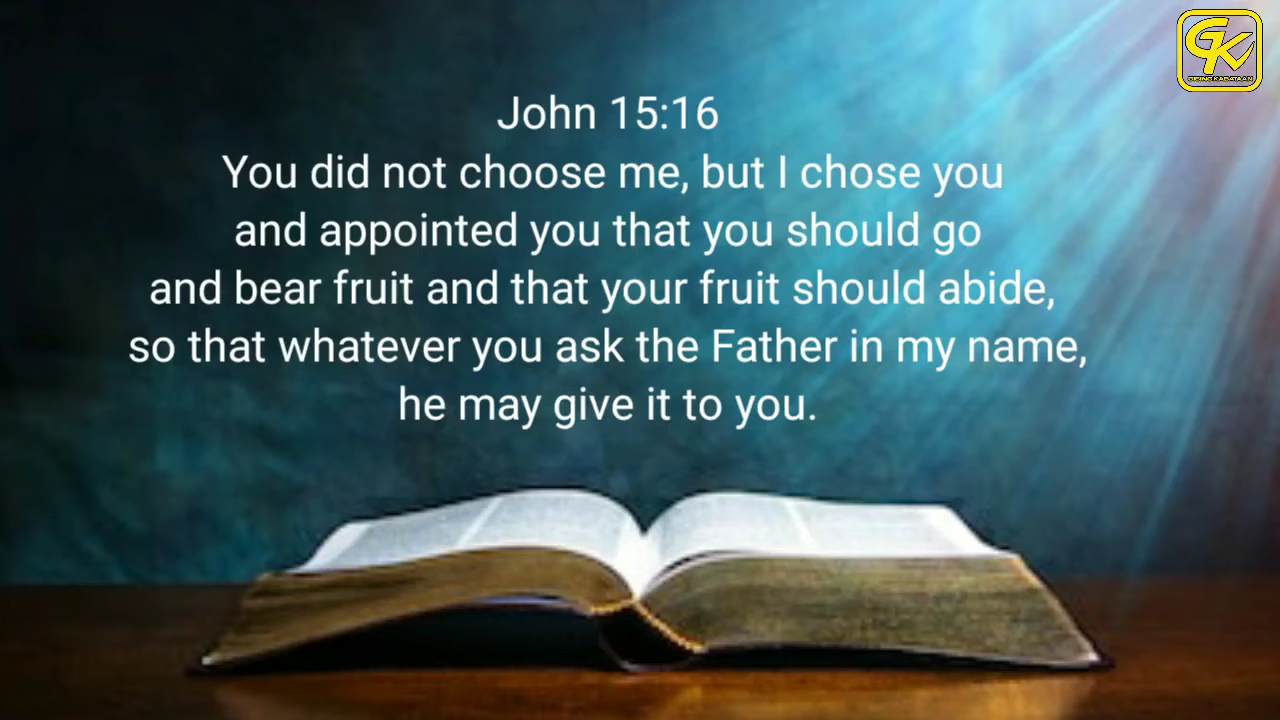 GK
GISING KABATAAN
John 15:16
You did not choose me, but I chose you
and appointed you that you should go
and bear fruit and that your fruit should abide,
so that whatever you ask the Father in my name,
he may give it to you.